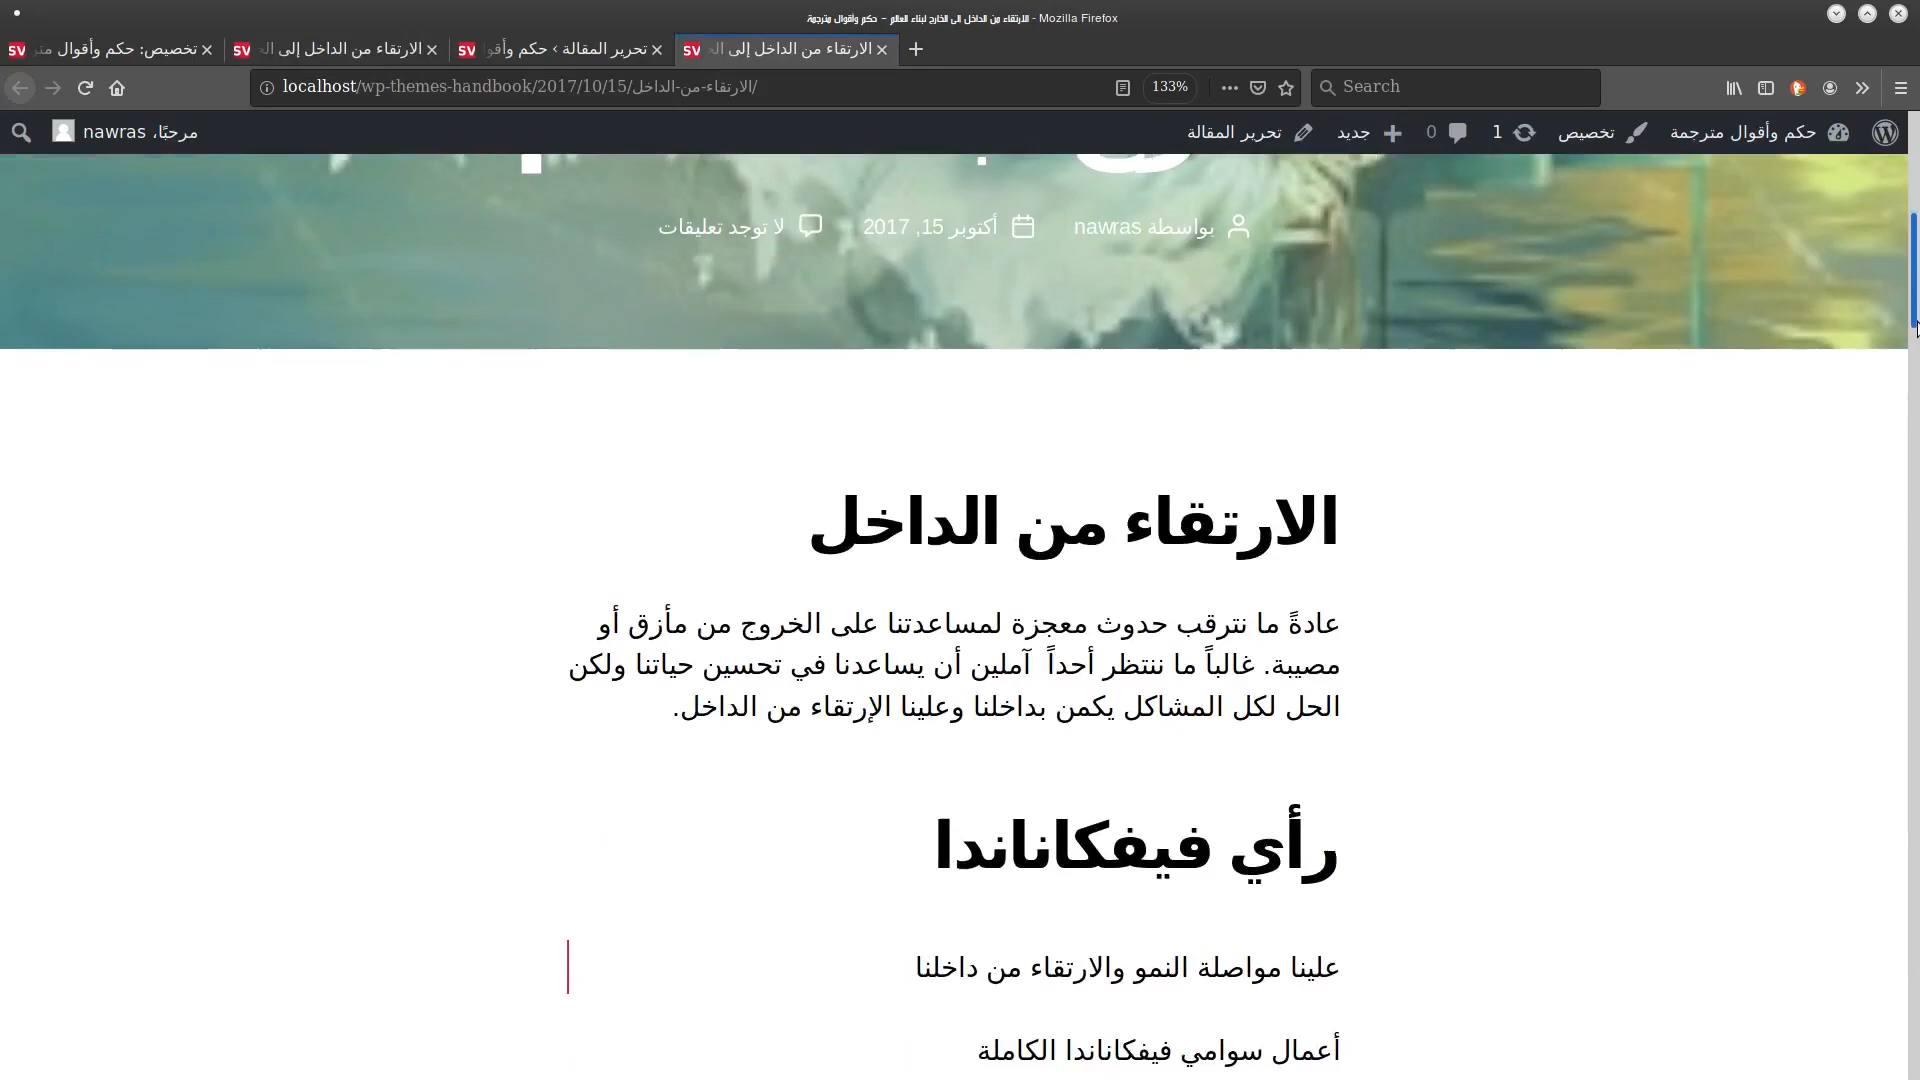 الارتقاء من الداخل إلى الخارج لبناء العالم – حكم وأقوال مترجمة - Mozilla Firefox
تخصيص: حكم وأقوال
الارتقاء من الداخل إلى
تحرير المقالة ‹ حكم
الارتقاء من الداخل إلى
localhost/wp-themes-handbook/2017/10/15/الارتقاء-من-الداخل/
133%
Search
حكم وأقوال مترجمة
تخصيص
1
0
جديد
تحرير المقالة
مرحبًا، nawras
بواسطة nawras
أكتوبر 15, 2017
لا توجد تعليقات
الارتقاء من الداخل
عادةً ما نترقب حدوث معجزة لمساعدتنا على الخروج من مأزق أو
مصيبة. غالباً ما ننتظر أحداً آملين أن يساعدنا في تحسين حياتنا ولكن
الحل لكل المشاكل يكمن بداخلنا وعلينا الإرتقاء من الداخل.
رأي فيفكاناندا
علينا مواصلة النمو والارتقاء من داخلنا
أعمال سوامي فيفكاناندا الكاملة